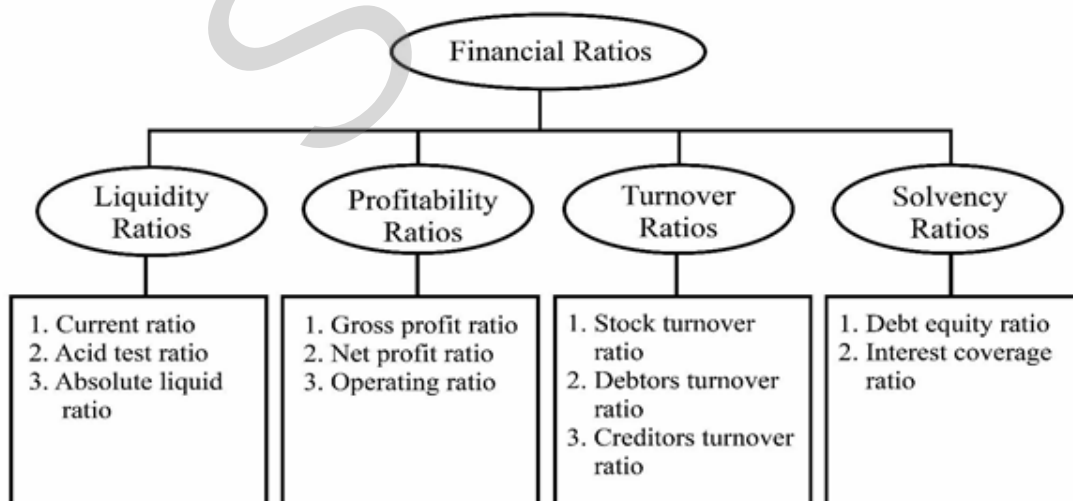 Financial Ratios
Liquidity
Ratios
Profitability
Ratios
Turnover
Ratios
Solvency
Ratios
1. Current ratio
2. Acid test ratio
3. Absolute liquid
ratio
1. Gross profit ratio
2. Net profit ratio
3. Operating ratio
1. Stock turnover
ratio
2. Debtors turnover
ratio
3. Creditors turnover
ratio
1. Debt equity ratio
2. Interest coverage
ratio